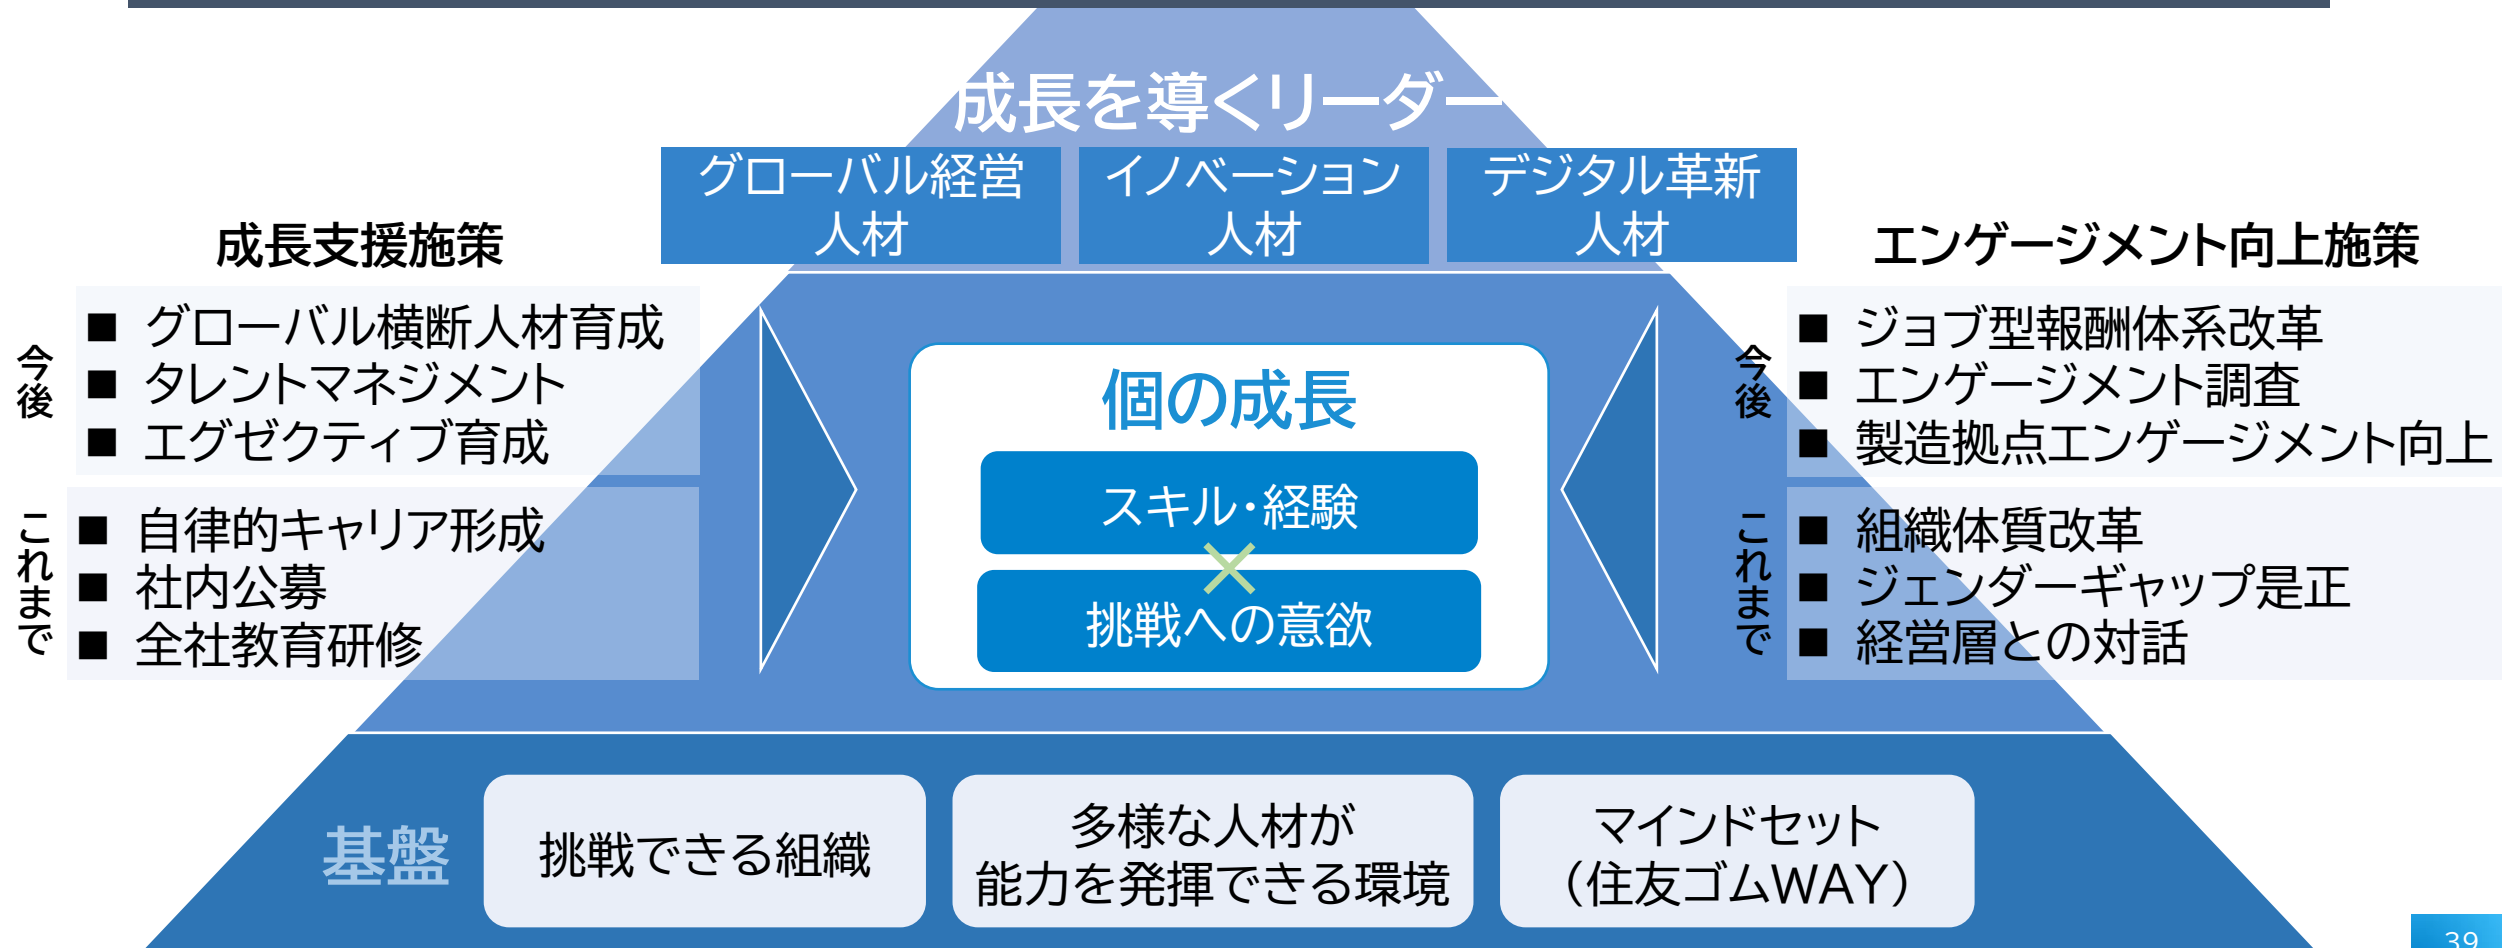 成長を導くリーダー
グローバル経営
人材
イノベーション
人材
デジタル革新
人材
成長支援施策
今後
■ グローバル横断人材育成
■ タレントマネジメント
■ エグゼクティブ育成
これまで
■ 自律的キャリア形成
■ 社内公募
■ 全社教育研修
個の成長
スキル・経験
×
挑戦への意欲
エンゲージメント向上施策
今後
■ ジョブ型報酬体系改革
■ エンゲージメント調査
■ 製造拠点エンゲージメント向上
これまで
■ 組織体質改革
■ ジェンダーギャップ是正
■ 経営層との対話
基盤
挑戦できる組織
多様な人材が
能力を発揮できる環境
マインドセット
（住友ゴムWAY）
39